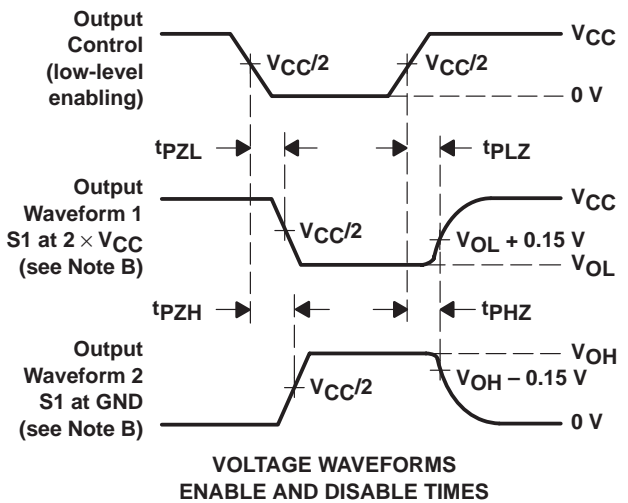 Output
Control
(low-level
enabling)
VCC/2
VCC/2
VCC
0 V
tPZL
tPLZ
Output
Waveform 1
S1 at 2 × VCC
(see Note B)
VCC/2
VCC
VOL + 0.15 V
VOL
tPZH
tPHZ
Output
Waveform 2
S1 at GND
(see Note B)
VCC/2
VOH
VOH – 0.15 V
0 V
VOLTAGE WAVEFORMS
ENABLE AND DISABLE TIMES